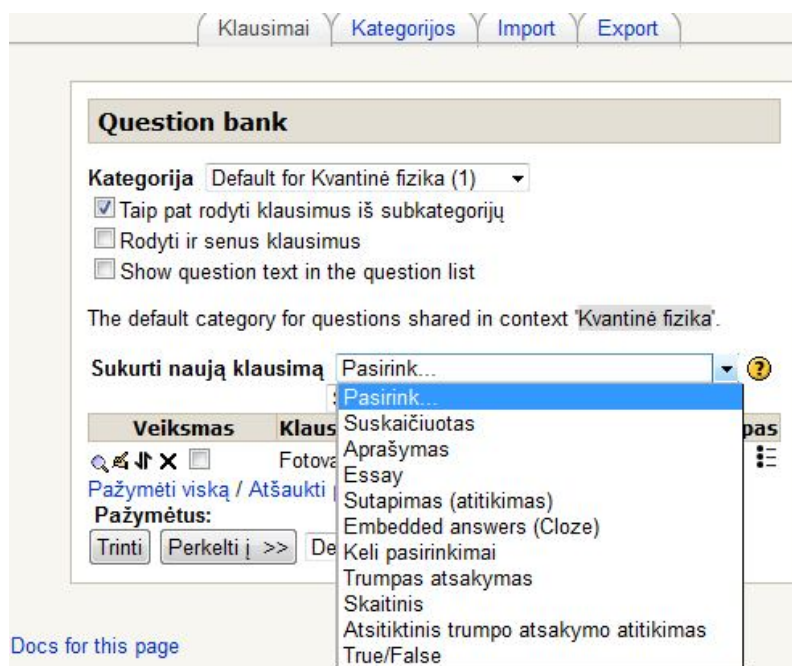 Klausimai Kategorijos Import Export
Question bank
Kategorija Default for Kvantinė fizika (1)
Taip pat rodyti klausimus iš subkategorijų
Rodyti ir senus klausimus
Show question text in the question list
The default category for questions shared in context 'Kvantinė fizika'.
Sukurti naują klausimą Pasirink...
Pasirink...
Suskaičiuotas
Aprašymas
Essay
Sutapimas (atitikimas)
Embedded answers (Cloze)
Keli pasirinkimai
Trumpas atsakymas
Skaitinis
Atsitiktinis trumpo atsakymo atitikimas
True/False
Veiksmas
Pažymėti viską / Atšaukti
Pažymėtus:
Trinti Perkelti į >>
Docs for this page